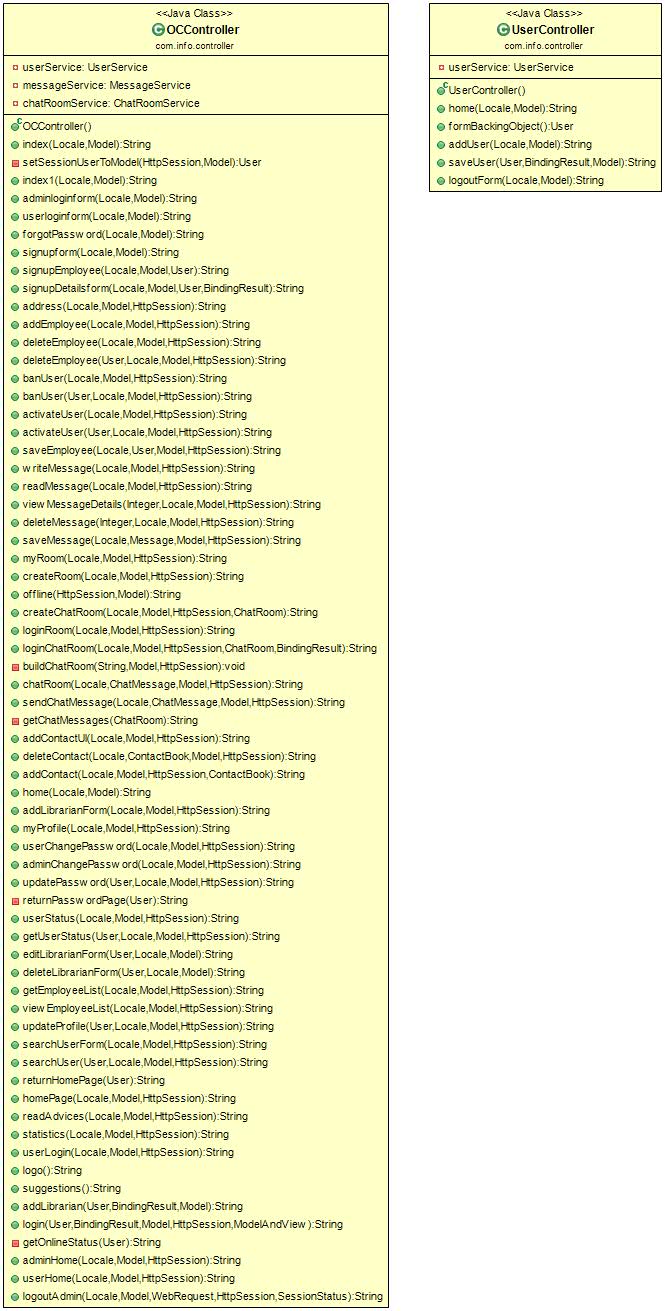 <<Java Class>>
OCController
com.info.controller
userService: UserService
messageService: MessageService
chatRoomService: ChatRoomService
OCController()
index(Locale,Model):String
setSessionUserToModel(HttpSession,Model):User
index1(Locale,Model):String
adminloginform(Locale,Model):String
userloginform(Locale,Model):String
forgotPassword(Locale,Model):String
signupform(Locale,Model):String
signupEmployee(Locale,Model,User):String
signupDetailsform(Locale,Model,User,BindingResult):String
address(Locale,Model,HttpSession):String
addEmployee(Locale,Model,HttpSession):String
deleteEmployee(Locale,Model,HttpSession):String
deleteEmployee(User,Locale,Model,HttpSession):String
banUser(Locale,Model,HttpSession):String
banUser(User,Locale,Model,HttpSession):String
activateUser(Locale,Model,HttpSession):String
activateUser(User,Locale,Model,HttpSession):String
saveEmployee(Locale,User,Model,HttpSession):String
writeMessage(Locale,Model,HttpSession):String
readMessage(Locale,Model,HttpSession):String
viewMessageDetails(Integer,Locale,Model,HttpSession):String
deleteMessage(Integer,Locale,Model,HttpSession):String
saveMessage(Locale,Message,Model,HttpSession):String
myRoom(Locale,Model,HttpSession):String
createRoom(Locale,Model,HttpSession):String
offline(HttpSession,Model):String
createChatRoom(Locale,Model,HttpSession,ChatRoom):String
loginRoom(Locale,Model,HttpSession):String
loginChatRoom(Locale,Model,HttpSession,ChatRoom,BindingResult):String
buildChatRoom(String,Model,HttpSession):void
chatRoom(Locale,ChatMessage,Model,HttpSession):String
sendChatMessage(Locale,ChatMessage,Model,HttpSession):String
getChatMessages(ChatRoom):String
addContactUI(Locale,Model,HttpSession):String
deleteContact(Locale,ContactBook,Model,HttpSession):String
addContact(Locale,Model,HttpSession,ContactBook):String
home(Locale,Model):String
addLibrarianForm(Locale,Model,HttpSession):String
myProfile(Locale,Model,HttpSession):String
userChangePassword(Locale,Model,HttpSession):String
adminChangePassword(Locale,Model,HttpSession):String
updatePassword(User,Locale,Model,HttpSession):String
returnPasswordPage(User):String
userStatus(Locale,Model,HttpSession):String
getUserStatus(User,Locale,Model,HttpSession):String
editLibrarianForm(User,Locale,Model):String
deleteLibrarianForm(User,Locale,Model):String
getEmployeeList(Locale,Model,HttpSession):String
viewEmployeeList(Locale,Model,HttpSession):String
updateProfile(User,Locale,Model,HttpSession):String
searchUserForm(Locale,Model,HttpSession):String
searchUser(User,Locale,Model,HttpSession):String
returnHomePage(User):String
homePage(Locale,Model,HttpSession):String
readAdvices(Locale,Model,HttpSession):String
statistics(Locale,Model,HttpSession):String
userLogin(Locale,Model,HttpSession):String
logo():String
suggestions():String
addLibrarian(User,BindingResult,Model):String
login(User,BindingResult,Model,HttpSession,ModelAndView):String
getOnlineStatus(User):String
adminHome(Locale,Model,HttpSession):String
userHome(Locale,Model,HttpSession):String
logoutAdmin(Locale,Model,WebRequest,HttpSession,SessionStatus):String
<<Java Class>>
UserController
com.info.controller
userService: UserService
UserController()
home(Locale,Model):String
formBackingObject():User
addUser(Locale,Model):String
saveUser(User,BindingResult,Model):String
logoutForm(Locale,Model):String